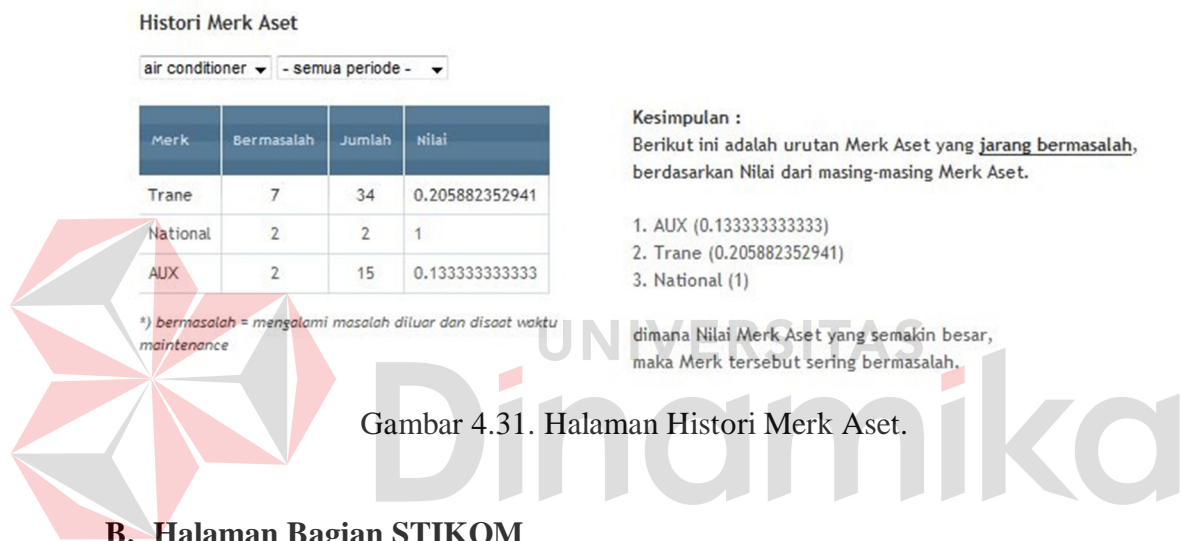 Histori Merk Aset
air conditioner - semua periode -
Merk Bermasalah Jumlah Nilai
Trane 7 34 0.205882352941
National 2 2 1
AUX 2 15 0.133333333333
*) bermasalah = mengalami masalah diluar dan disaat waktu
maintenance
Kesimpulan :
Berikut ini adalah urutan Merk Aset yang jarang bermasalah,
berdasarkan Nilai dari masing-masing Merk Aset.
1. AUX (0.133333333333)
2. Trane (0.205882352941)
3. National (1)
dimana Nilai Merk Aset yang semakin besar,
maka Merk tersebut sering bermasalah.
UNIVERSITAS
Dinamika
Gambar 4.31. Halaman Histori Merk Aset.
B. Halaman Bagian STIKOM